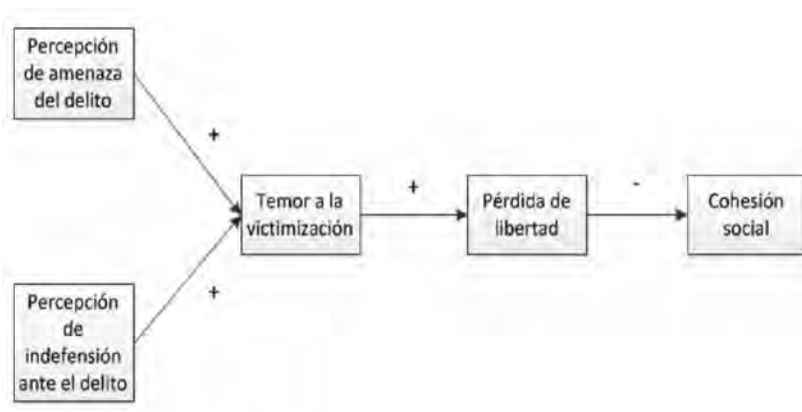 Percepción
de amenaza
del delito
+
Temor a la
victimización
+
Pérdida de
libertad
-
Cohesión
social
+
Percepción
de
indefensión
ante el delito